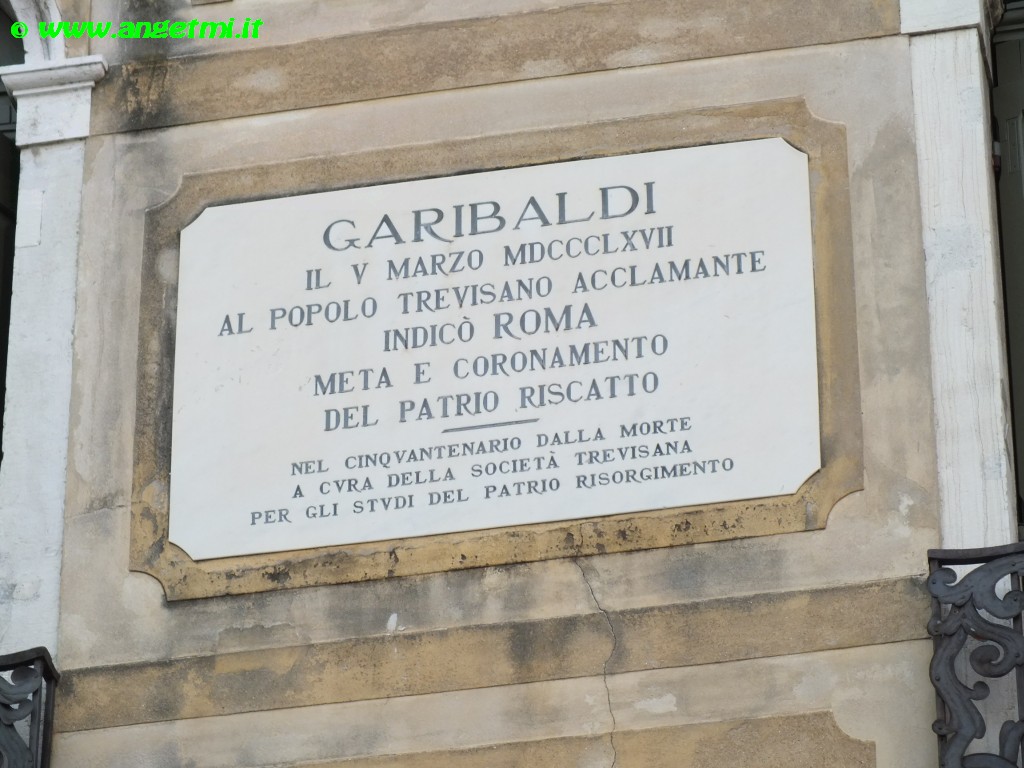 © www.angetmi.it
GARIBALDI
IL V MARZO MDCCCLXVII
AL POPOLO TREVISANO ACCLAMANTE
INDICÒ ROMA
META E CORONAMENTO
DEL PATRIO RISCATTO
NEL CINQVANTENARIO DALLA MORTE
A CVRA DELLA SOCIETÀ TREVISANA
PER GLI STVDI DEL PATRIO RISORGIMENTO